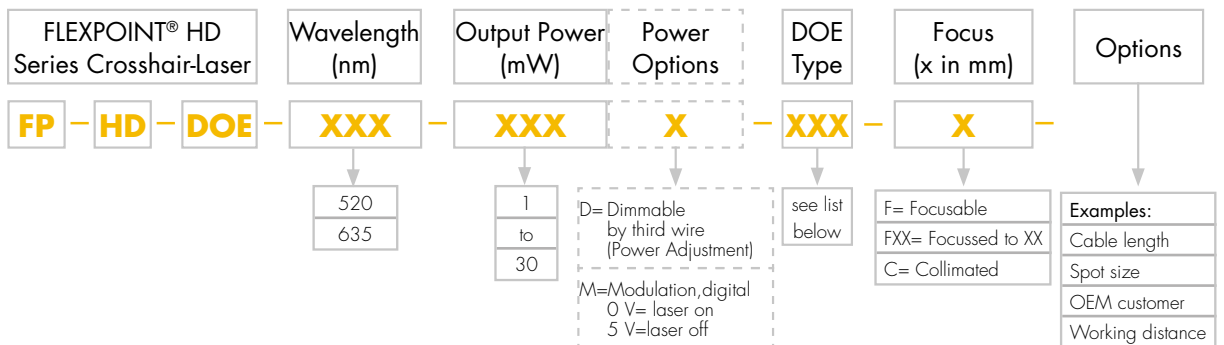 FLEXPOINT® HD
Series Crosshair-Laser
Wavelength
(nm)
Output Power
(mW)
Power
Options
DOE
Type
Focus
(x in mm)
Options
FP – HD – DOE – XXX – XXX X – XXX – X –
520
635
1
to
30
D= Dimmable
by third wire
(Power Adjustment)
M=Modulation,digital
0 V= laser on
5 V=laser off
see list
below
F= Focusable
FXX= Focussed to XX
C= Collimated
Examples:
Cable length
Spot size
OEM customer
Working distance